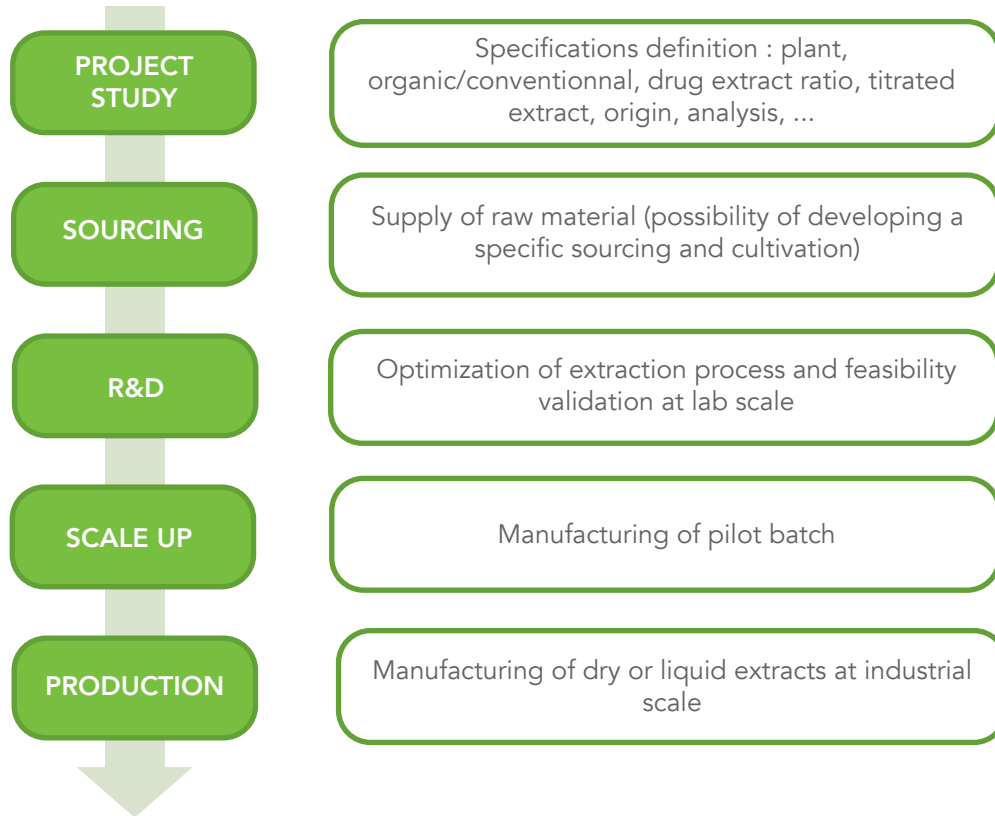 PROJECT
STUDY
Specifications definition : plant,
organic/conventionnal, drug extract ratio, titrated
extract, origin, analysis, ...
SOURCING
Supply of raw material (possibility of developing a
specific sourcing and cultivation)
R&D
Optimization of extraction process and feasibility
validation at lab scale
SCALE UP
Manufacturing of pilot batch
PRODUCTION
Manufacturing of dry or liquid extracts at industrial
scale